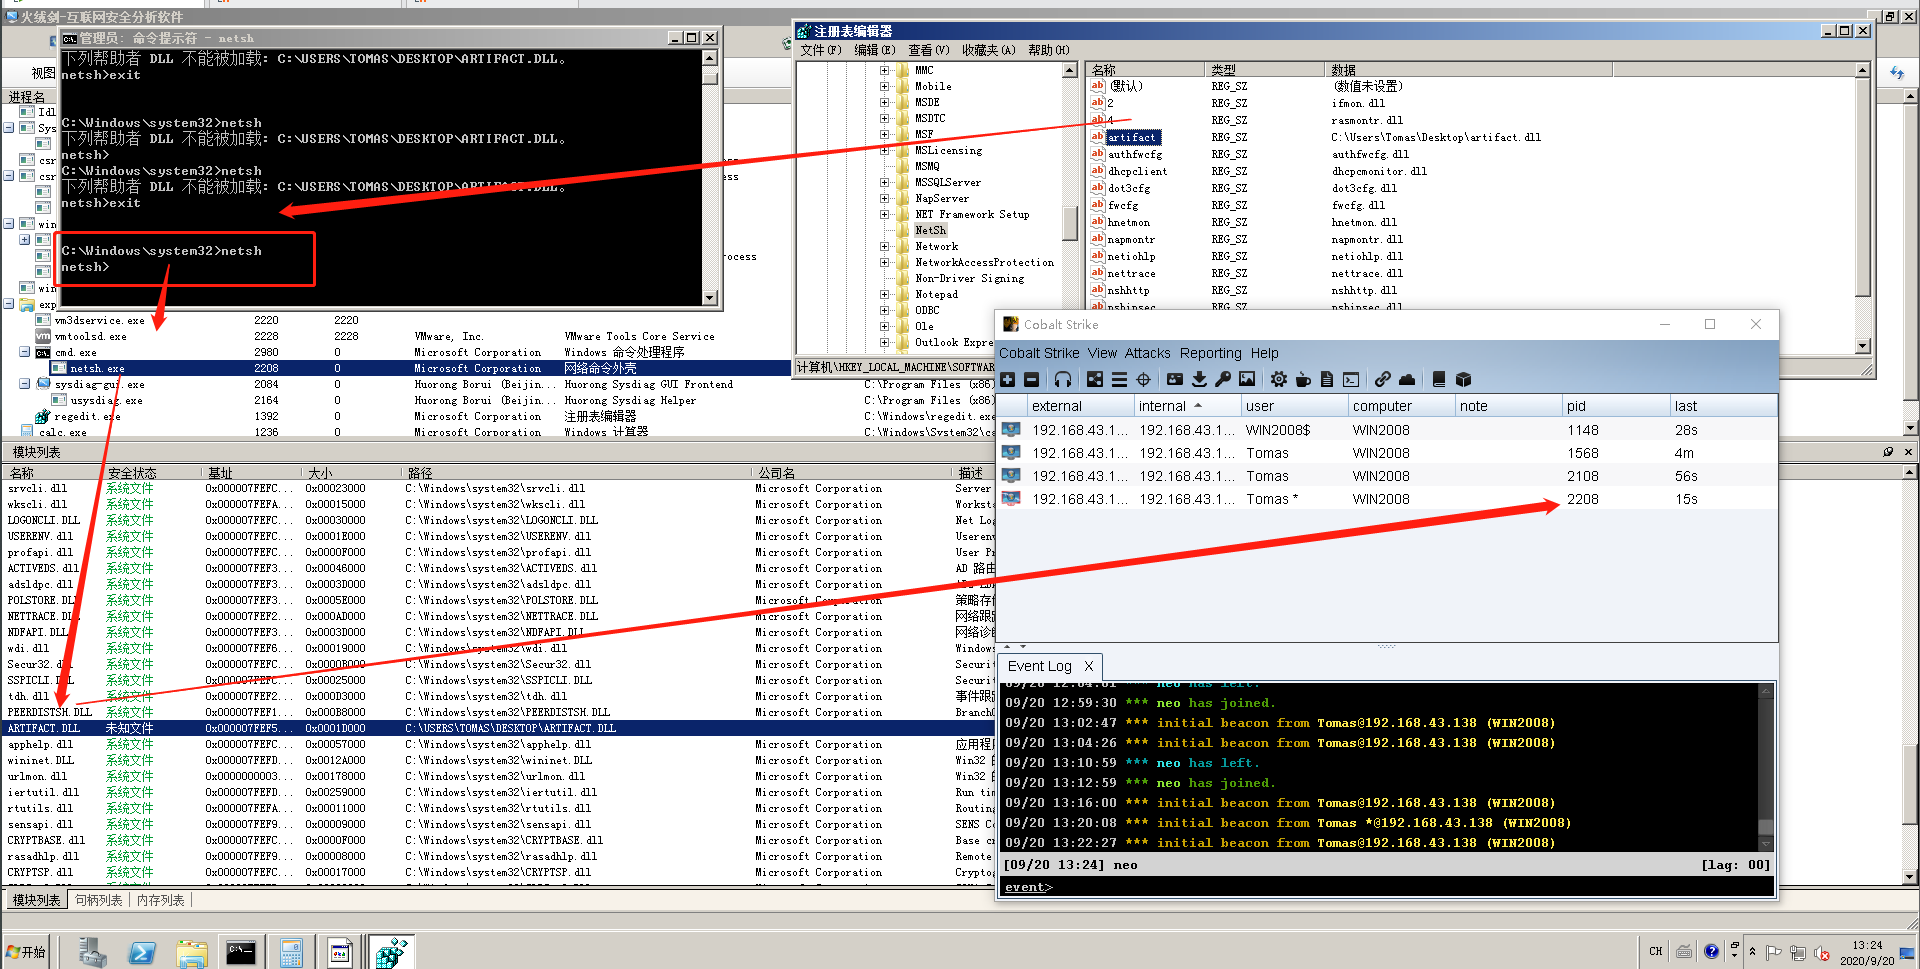 火绒剑-互联网安全分析软件
管理员: 命令提示符 - netsh
下列帮助者 DLL 不能被加载: C:\USERS\TOMAS\DESKTOP\ARTIFACT.DLL。
netsh>exit
C:\Windows\system32>netsh
下列帮助者 DLL 不能被加载: C:\USERS\TOMAS\DESKTOP\ARTIFACT.DLL。
netsh>
C:\Windows\system32>netsh
下列帮助者 DLL 不能被加载: C:\USERS\TOMAS\DESKTOP\ARTIFACT.DLL。
netsh>exit
C:\Windows\system32>netsh
netsh>
视图
进程名
Idl
Sys
csr
csr
win
win
exp
注册表编辑器
文件(F) 编辑(E) 查看(V) 收藏夹(A) 帮助(H)
MMC
Mobile
MSDE
MSDTC
MSF
MSLicensing
MSMQ
MSSQLServer
NapServer
NET Framework Setup
NetSh
Network
NetworkAccessProtection
Non-Driver Signing
Notepad
ODBC
Ole
Outlook Expre
计算机\HKEY_LOCAL_MACHINE\SOFTWAR
名称 类型 数据
(默认) REG_SZ (数值未设置)
2 REG_SZ ifmon.dll
4 REG_SZ rasmontr.dll
artifact REG_SZ C:\Users\Tomas\Desktop\artifact.dll
authfwcfg REG_SZ authfwcfg.dll
dhcpclient REG_SZ dhcpcmonitor.dll
dot3cfg REG_SZ dot3cfg.dll
fwcfg REG_SZ fwcfg.dll
hnetmon REG_SZ hnetmon.dll
napmontr REG_SZ napmontr.dll
netiohlp REG_SZ netiohlp.dll
nettrace REG_SZ nettrace.dll
nshhttp REG_SZ nshhttp.dll
nshipsec REG_SZ nshipsec.dll
vm3dservice.exe 2220 2220
vmtoolsd.exe 2228 2228 VMware, Inc. VMware Tools Core Service
cmd.exe 2980 0 Microsoft Corporation Windows 命令处理程序
netsh.exe 2208 0 Microsoft Corporation 网络命令外壳
sysdiag-gui.exe 2084 0 Huorong Borui (Beijin... Huorong Sysdiag GUI Frontend C:\Program Files (x86
usysdiag.exe 2164 0 Huorong Borui (Beijin... Huorong Sysdiag Helper C:\Program Files (x86
regedit.exe 1392 0 Microsoft Corporation 注册表编辑器 C:\Windows\regedit.ex
calc.exe 1236 0 Microsoft Corporation Windows 计算器 C:\Windows\System32\ca
模块列表
名称 安全状态 基址 大小 路径 公司名 描述
srvcli.dll 系统文件 0x000007FEFC... 0x00023000 C:\Windows\system32\srvcli.dll Microsoft Corporation Server
wkscli.dll 系统文件 0x000007FEFA... 0x00015000 C:\Windows\system32\wkscli.dll Microsoft CorporationWorksta
LOGONCLI.DLL 系统文件 0x000007FEFC... 0x00030000 C:\Windows\system32\LOGONCLI.DLL Microsoft Corporation Net Log
USERENV.dll 系统文件 0x000007FEFC... 0x0001E000 C:\Windows\system32\USERENV.dll Microsoft Corporation Userenv
profapi.dll 系统文件 0x000007FEFC... 0x0000F000 C:\Windows\system32\profapi.dll Microsoft Corporation User Pr
ACTIVEDS.dll 系统文件 0x000007FEF3... 0x00046000 C:\Windows\system32\ACTIVEDS.dll Microsoft Corporation AD 路由
adsldpc.dll 系统文件 0x000007FEF3... 0x0003D000 C:\Windows\system32\adsldpc.dll Microsoft Corporation
POLSTORE.DLL 系统文件 0x000007FEF3... 0x0005E000 C:\Windows\system32\POLSTORE.DLL Microsoft Corporation 策略存储
NETTRACE.DLL 系统文件 0x000007FEF2... 0x000AD000 C:\Windows\system32\NETTRACE.DLL Microsoft Corporation 网络跟踪
NDFAPI.DLL 系统文件 0x000007FEF3... 0x0003D000 C:\Windows\system32\NDFAPI.DLL Microsoft Corporation 网络诊
wdi.dll 系统文件 0x000007FEF6... 0x00019000 C:\Windows\system32\wdi.dll Microsoft Corporation
Secur32.dll 系统文件 0x000007FEFC... 0x0000B000 C:\Windows\system32\Secur32.dll Microsoft Corporation Securit
SSPICLI.DLL 系统文件 0x000007FEFC... 0x00025000 C:\Windows\system32\SSPICLI.DLL Microsoft Corporation Securit
tdh.dll 系统文件 0x000007FEF2... 0x000D3000 C:\Windows\system32\tdh.dll Microsoft Corporation 事件跟踪
PEERDISTSH.DLL 系统文件 0x000007FEF1... 0x000B8000 C:\Windows\system32\PEERDISTSH.DLL Microsoft Corporation BranchC
ARTIFACT.DLL 未知文件 0x000007FEF5... 0x0001D000 C:\USERS\TOMAS\DESKTOP\ARTIFACT.DLL
apphelp.dll 系统文件 0x000007FEFC... 0x00057000 C:\Windows\system32\apphelp.dll Microsoft Corporation 应用程序
wininet.DLL 系统文件 0x000007FEFD... 0x0012A000 C:\Windows\system32\wininet.DLL Microsoft Corporation Win32 的
urlmon.dll 系统文件 0x0000000003... 0x00178000 C:\Windows\system32\urlmon.dll Microsoft Corporation Win32 的
iertutil.dll 系统文件 0x000007FEFD... 0x00259000 C:\Windows\system32\iertutil.dll Microsoft Corporation Run tim
rtutils.dll 系统文件 0x000007FEFA... 0x00011000 C:\Windows\system32\rtutils.dll Microsoft Corporation Routing
sensapi.dll 系统文件 0x000007FEF9... 0x00009000 C:\Windows\system32\sensapi.dll Microsoft Corporation SENS Co
CRYPTBASE.dll 系统文件 0x000007FEFC... 0x0000F000 C:\Windows\system32\CRYPTBASE.dll Microsoft Corporation Base cr
rasadhlp.dll 系统文件 0x000007FEF9... 0x00008000 C:\Windows\system32\rasadhlp.dll Microsoft Corporation Remote
CRYPTSP.dll 系统文件 0x000007FEFC... 0x00017000 C:\Windows\system32\CRYPTSP.dll Microsoft Corporation Cryptog
模块列表 句柄列表 内存列表
Cobalt Strike
Cobalt Strike View Attacks Reporting Help
external internal user computer note pid last
192.168.43.1... 192.168.43.1... WIN2008$ WIN2008 1148 28s
192.168.43.1... 192.168.43.1... Tomas WIN2008 1568 4m
192.168.43.1... 192.168.43.1... Tomas WIN2008 2108 56s
192.168.43.1... 192.168.43.1... Tomas * WIN2008 2208 15s
Event Log X
09/20 12:54:01 *** neo has left.
09/20 12:59:30 *** neo has joined.
09/20 13:02:47 *** initial beacon from Tomas@192.168.43.138 (WIN2008)
09/20 13:04:26 *** initial beacon from Tomas@192.168.43.138 (WIN2008)
09/20 13:10:59 *** neo has left.
09/20 13:12:59 *** neo has joined.
09/20 13:16:00 *** initial beacon from Tomas@192.168.43.138 (WIN2008)
09/20 13:20:08 *** initial beacon from Tomas *@192.168.43.138 (WIN2008)
09/20 13:22:27 *** initial beacon from Tomas@192.168.43.138 (WIN2008)
[09/20 13:24] neo [lag: 00]
event>
开始
CH
13:24
2020/9/20